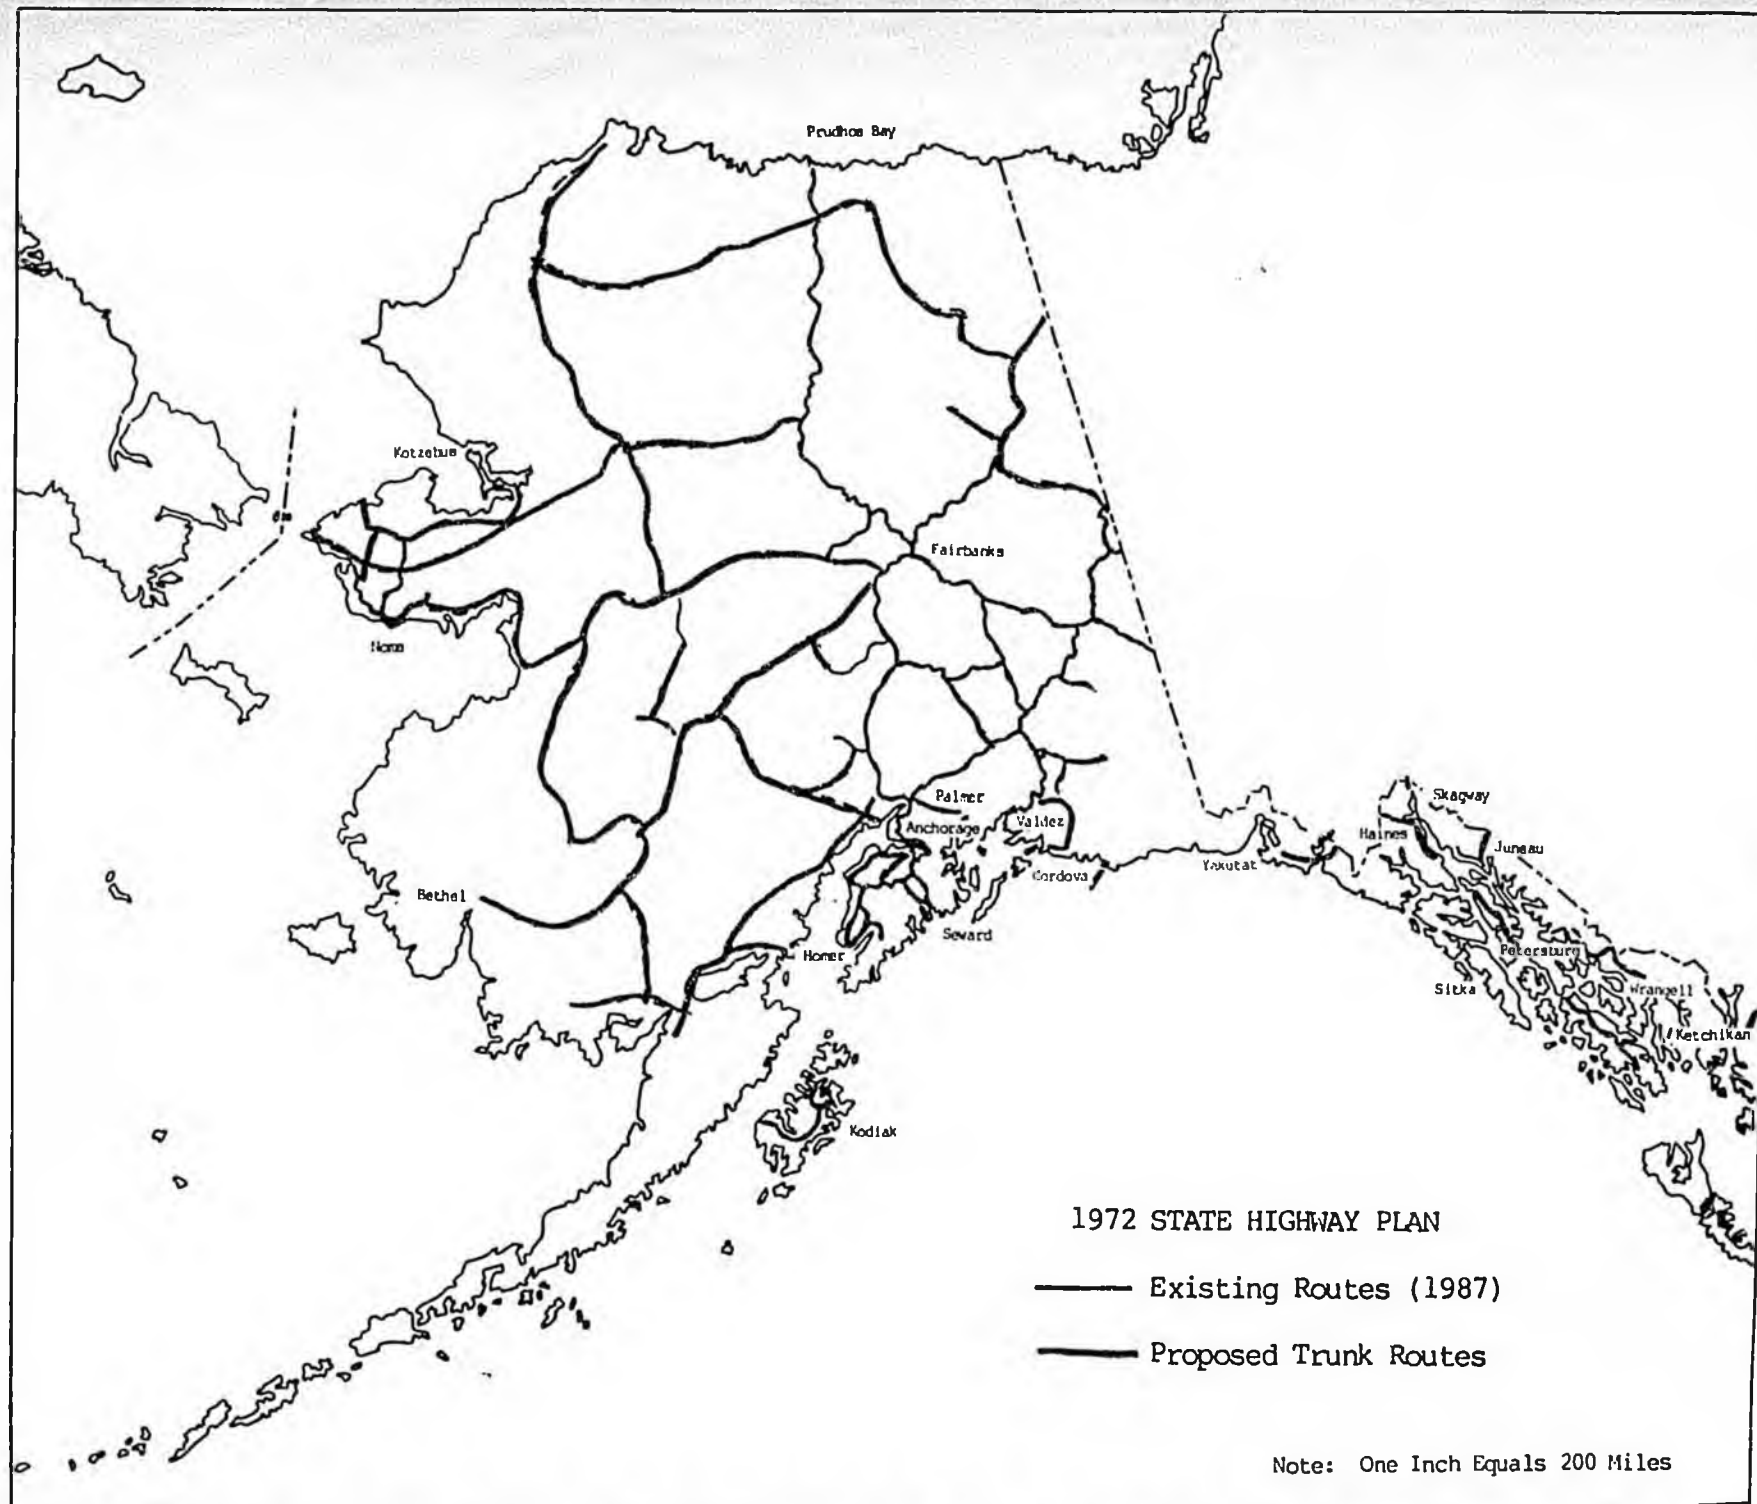 Prudhoe Bay
Kotzebue
Fairbanks
Nome
Palmer
Skagway
Anchorage
Valdez
Haines
Juneau
Yakutat
Cordova
Bethel
Seward
Homer
Petersburg
Sitka
Wrangell
Ketchikan
Kodiak
1972 STATE HIGHWAY PLAN
Existing Routes (1987)
Proposed Trunk Routes
Note: One Inch Equals 200 Miles